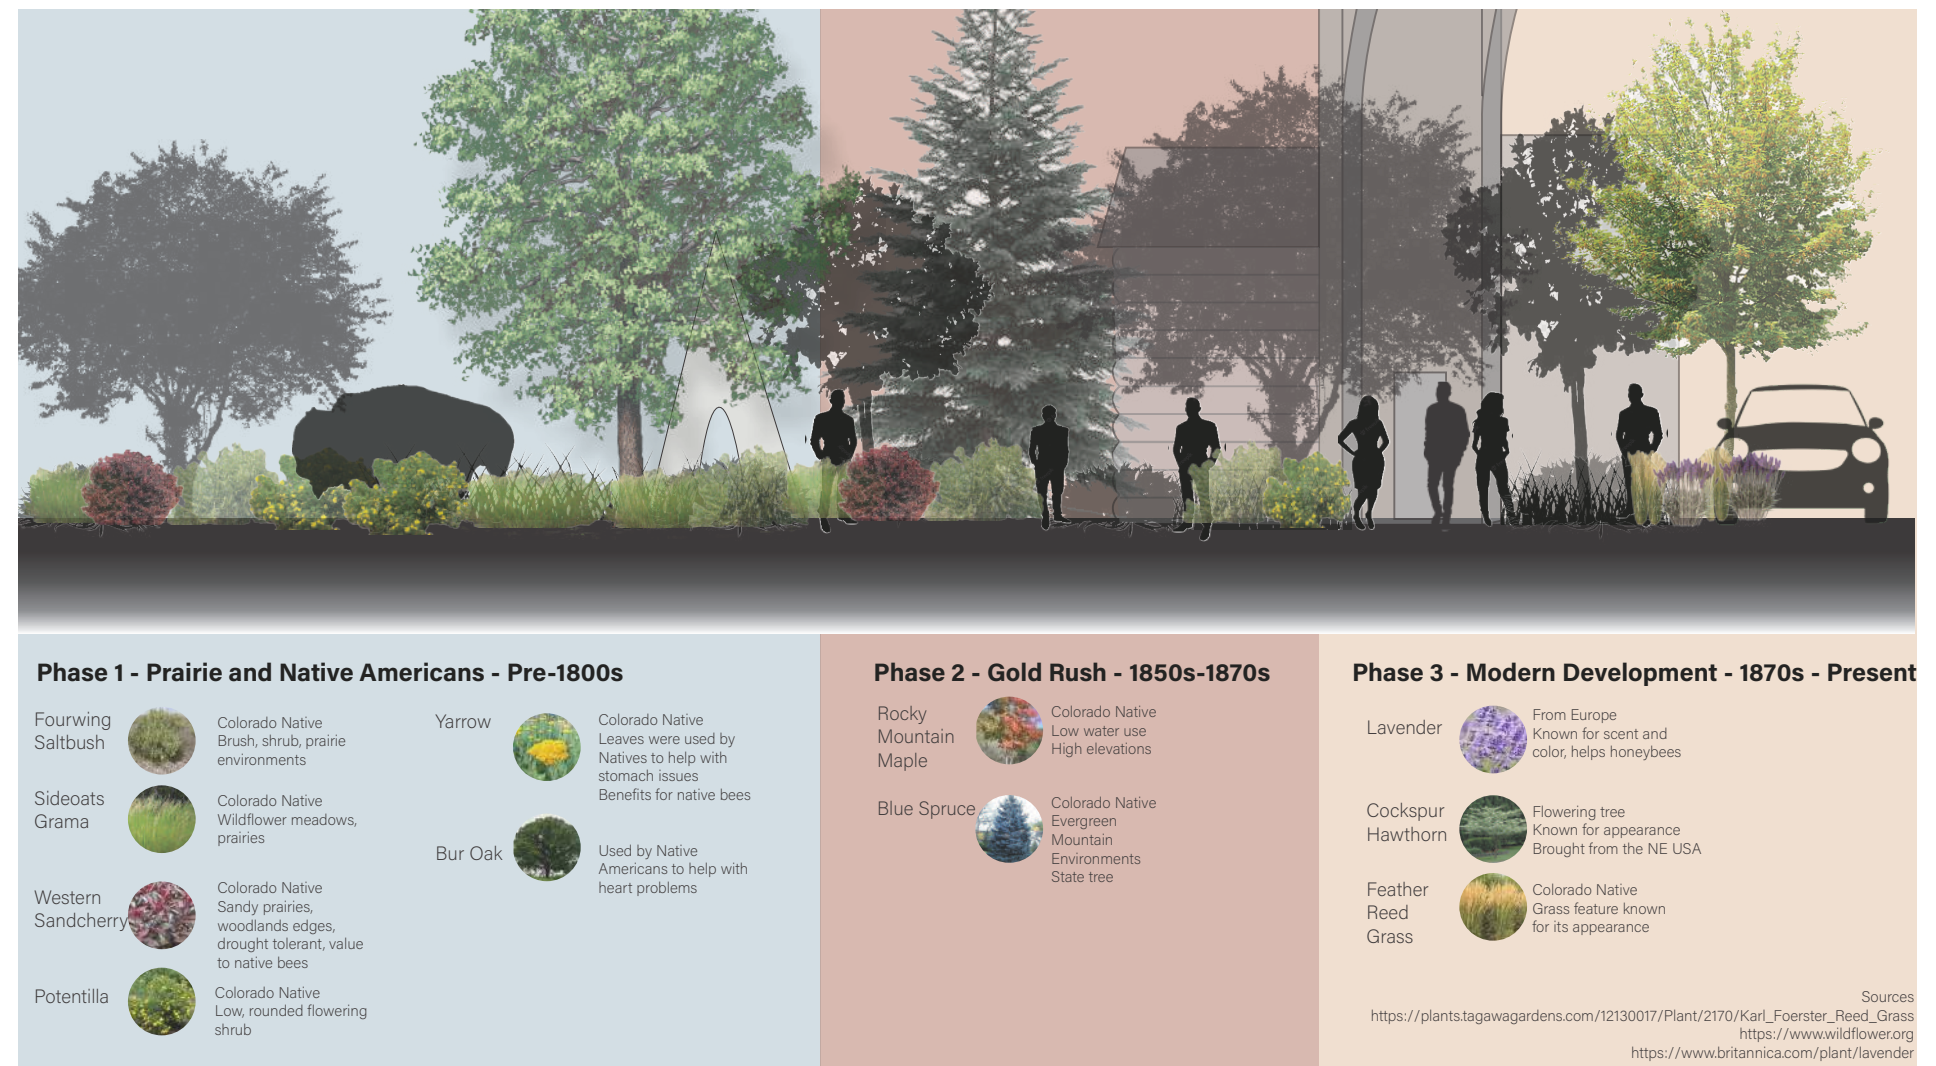 Phase 1 - Prairie and Native Americans - Pre-1800s
Fourwing
Saltbush
Colorado Native
Brush, shrub, prairie
environments
Sideoats
Grama
Colorado Native
Wildflower meadows,
prairies
Western
Sandcherry
Colorado Native
Sandy prairies,
woodlands edges,
drought tolerant, value
to native bees
Potentilla
Colorado Native
Low, rounded flowering
shrub
Yarrow
Colorado Native
Leaves were used by
Natives to help with
stomach issues
Benefits for native bees
Bur Oak
Used by Native
Americans to help with
heart problems
Phase 2 - Gold Rush - 1850s-1870s
Rocky
Mountain
Maple
Colorado Native
Low water use
High elevations
Blue Spruce
Colorado Native
Evergreen
Mountain
Environments
State tree
Phase 3 - Modern Development - 1870s - Present
Lavender
From Europe
Known for scent and
color, helps honeybees
Cockspur
Hawthorn
Flowering tree
Known for appearance
Brought from the NE USA
Feather
Reed
Grass
Colorado Native
Grass feature known
for its appearance
Sources
https://plants.tagawagardens.com/12130017/Plant/2170/Karl_Foerster_Reed_Grass
https://www.wildflower.org
https://www.britannica.com/plant/lavender